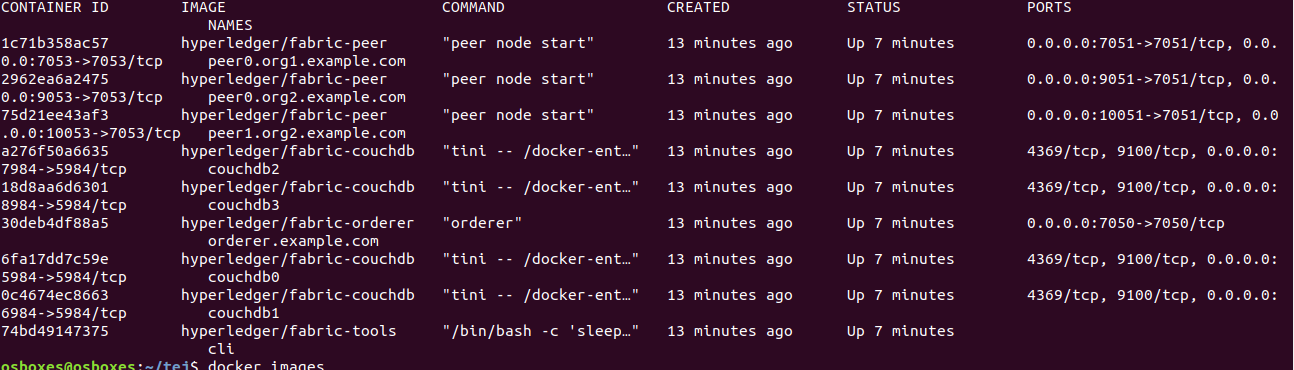 CONTAINER ID IMAGE COMMAND CREATED STATUS PORTS
NAMES
1c71b358ac57 hyperledger/fabric-peer "peer node start" 13 minutes ago Up 7 minutes 0.0.0.0:7051->7051/tcp, 0.0.
0.0:7053->7053/tcp peer0.org1.example.com
2962ea6a2475 hyperledger/fabric-peer "peer node start" 13 minutes ago Up 7 minutes 0.0.0.0:9051->7051/tcp, 0.0.
0.0:9053->7053/tcp peer0.org2.example.com
75d21ee43af3 hyperledger/fabric-peer "peer node start" 13 minutes ago Up 7 minutes 0.0.0.0:10051->7051/tcp, 0.0
.0.0:10053->7053/tcp peer1.org2.example.com
a276f50a6635 hyperledger/fabric-couchdb "tini -- /docker-ent…" 13 minutes ago Up 7 minutes 4369/tcp, 9100/tcp, 0.0.0.0:
7984->5984/tcp couchdb2
18d8aa6d6301 hyperledger/fabric-couchdb "tini -- /docker-ent…" 13 minutes ago Up 7 minutes 4369/tcp, 9100/tcp, 0.0.0.0:
8984->5984/tcp couchdb3
30deb4df88a5 hyperledger/fabric-orderer "orderer" 13 minutes ago Up 7 minutes 0.0.0.0:7050->7050/tcp
orderer.example.com
6fa17dd7c59e hyperledger/fabric-couchdb "tini -- /docker-ent…" 13 minutes ago Up 7 minutes 4369/tcp, 9100/tcp, 0.0.0.0:
5984->5984/tcp couchdb0
0c4674ec8663 hyperledger/fabric-couchdb "tini -- /docker-ent…" 13 minutes ago Up 7 minutes 4369/tcp, 9100/tcp, 0.0.0.0:
6984->5984/tcp couchdb1
74bd49147375 hyperledger/fabric-tools "/bin/bash -c 'sleep…" 13 minutes ago Up 7 minutes
cli
osboxes@osboxes:~/tej$ docker images